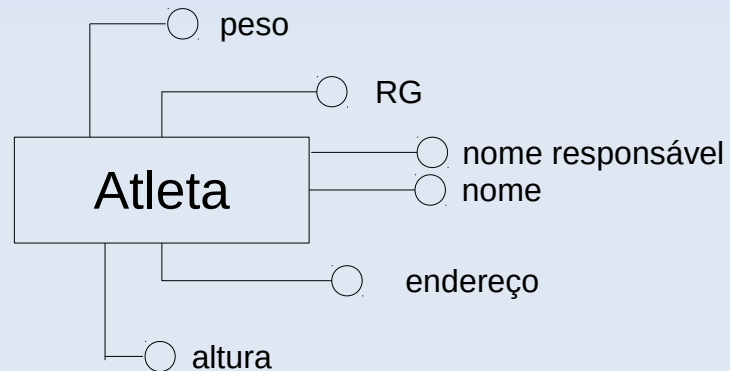 peso
RG
nome responsável
Atleta
nome
endereço
altura